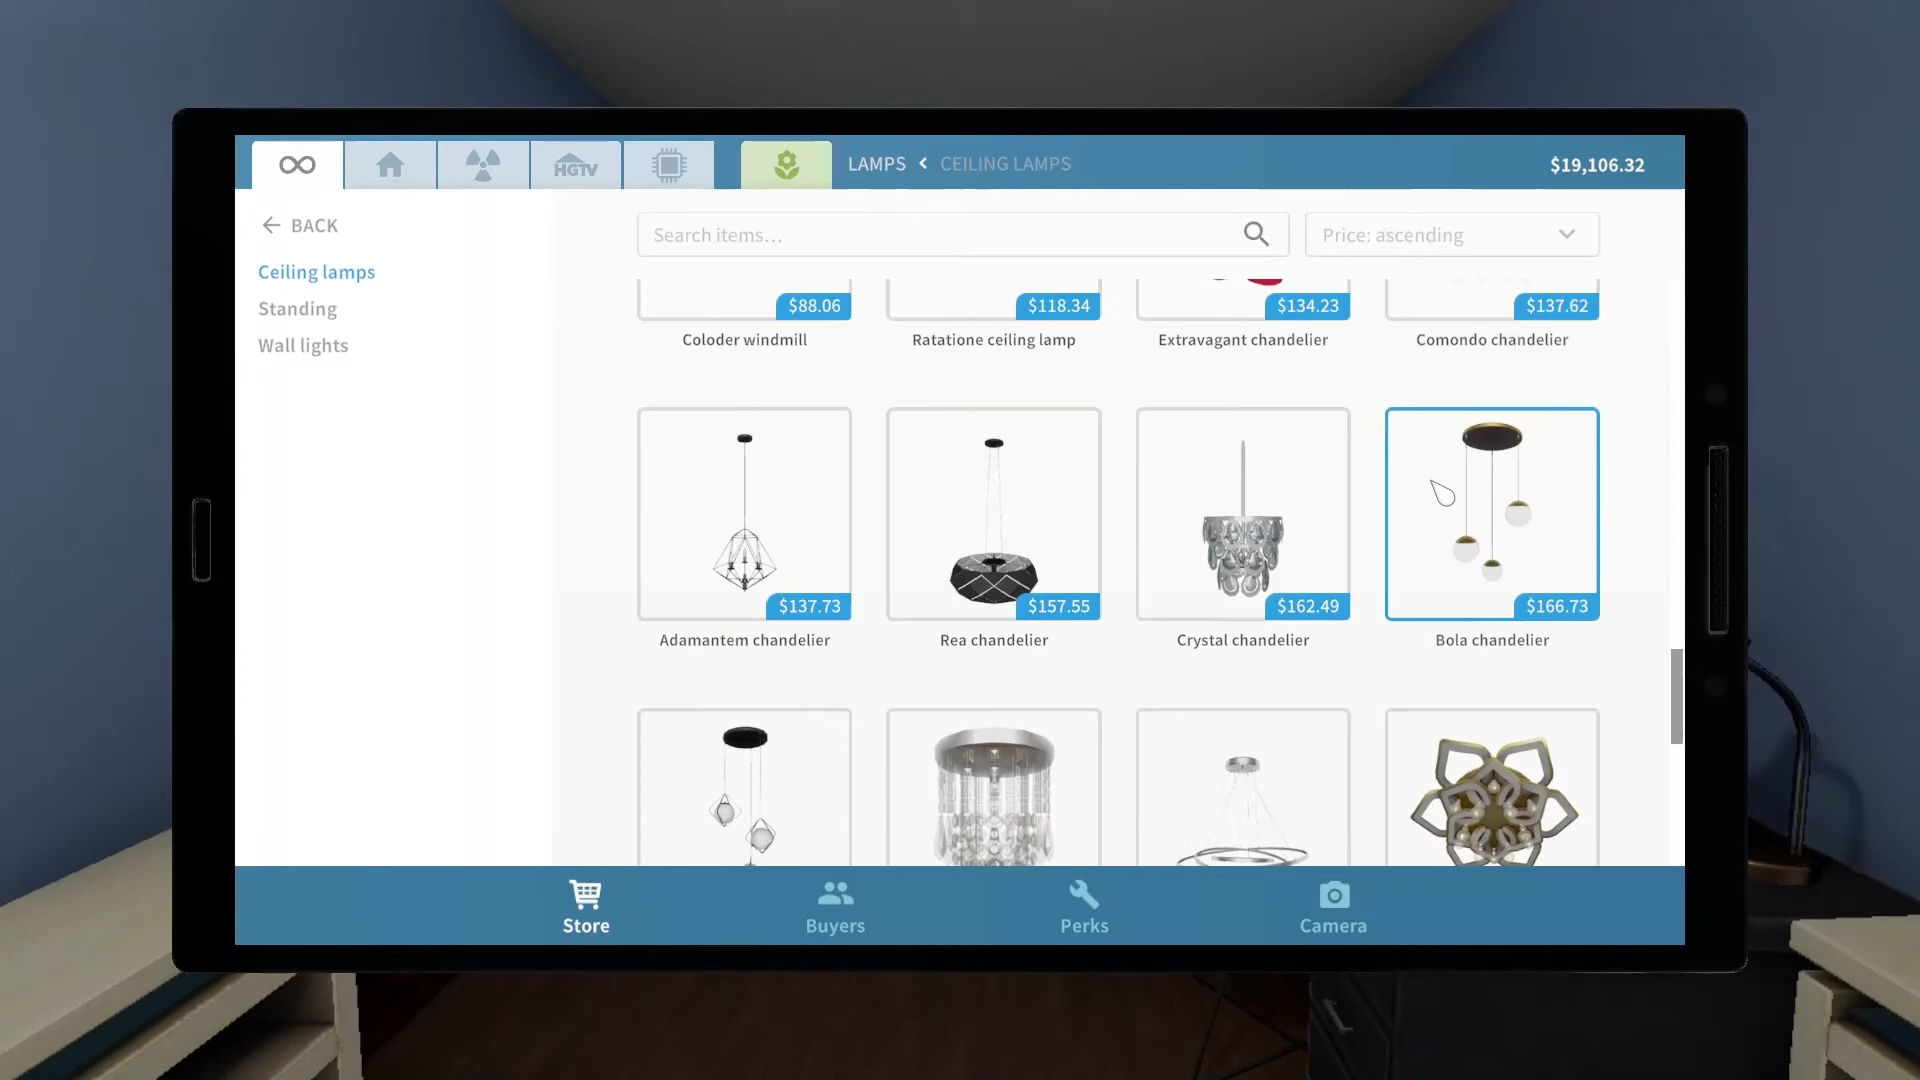 HGTV
LAMPS
CEILING LAMPS
$19,106.32
BACK
Search items...
Price: ascending
Ceiling lamps
Standing
Wall lights
$88.06
$118.34
$134.23
$137.62
Coloder windmill
Ratatione ceiling lamp
Extravagant chandelier
Comondo chandelier
$137.73
$157.55
$162.49
$166.73
Adamantem chandelier
Rea chandelier
Crystal chandelier
Bola chandelier
Store
Buyers
Perks
Camera